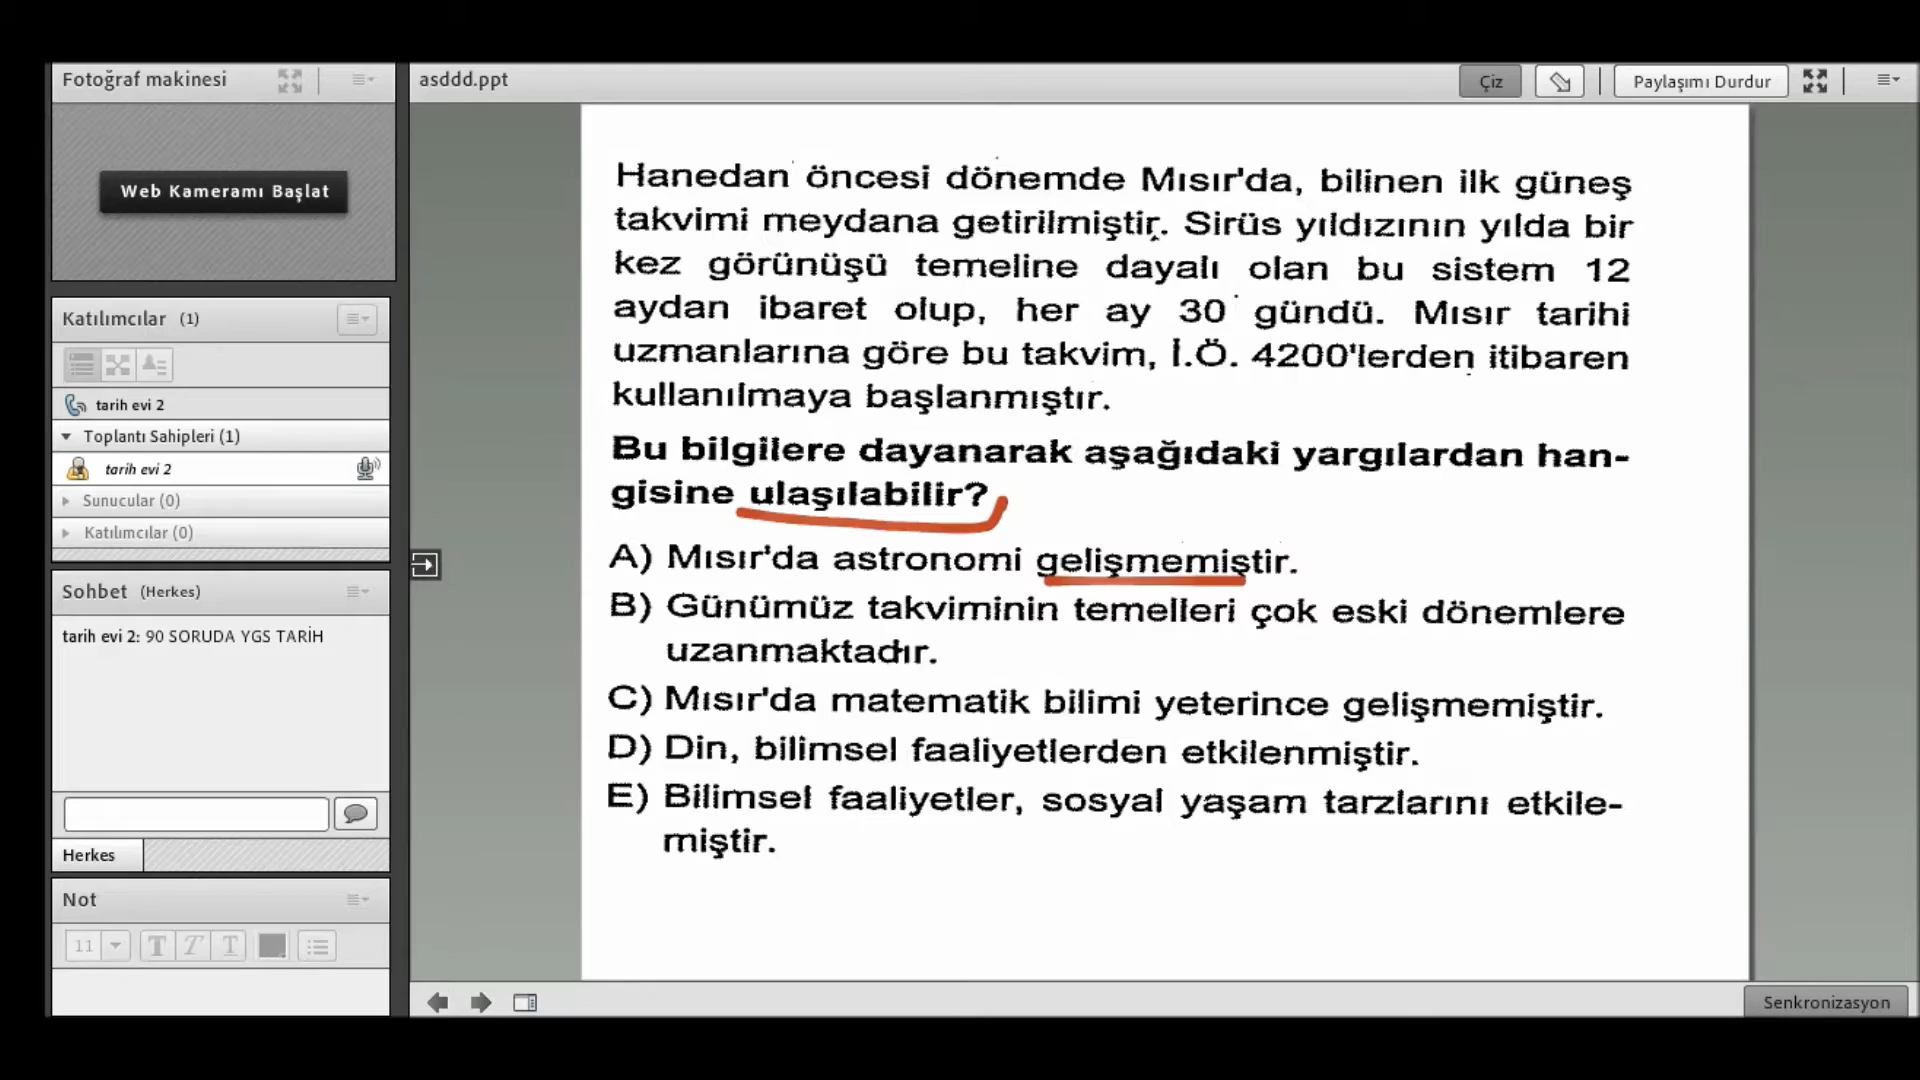 Fotoğraf makinesi
Web Kameramı Başlat
Katılımcılar (1)
tarih evi 2
Toplantı Sahipleri (1)
tarih evi 2
Sunucular (0)
Katılımcılar (0)
Sohbet (Herkes)
tarih evi 2: 90 SORUDA YGS TARİH
Herkes
Not
11
T T T
asddd.ppt
Çiz
Paylaşımı Durdur
Hanedan öncesi dönemde Mısır'da, bilinen ilk güneş
takvimi meydana getirilmiştir. Sirüs yıldızının yılda bir
kez görünüşü temeline dayalı olan bu sistem 12
aydan ibaret olup, her ay 30 gündü. Mısır tarihi
uzmanlarına göre bu takvim, İ.Ö. 4200'lerden itibaren
kullanılmaya başlanmıştır.
Bu bilgilere dayanarak aşağıdaki yargılardan han-
gisine ulaşılabilir?
A) Mısır'da astronomi gelişmemiştir.
B) Günümüz takviminin temelleri çok eski dönemlere
uzanmaktadır.
C) Mısır'da matematik bilimi yeterince gelişmemiştir.
D) Din, bilimsel faaliyetlerden etkilenmiştir.
E) Bilimsel faaliyetler, sosyal yaşam tarzlarını etkile-
miştir.
Senkronizasyon